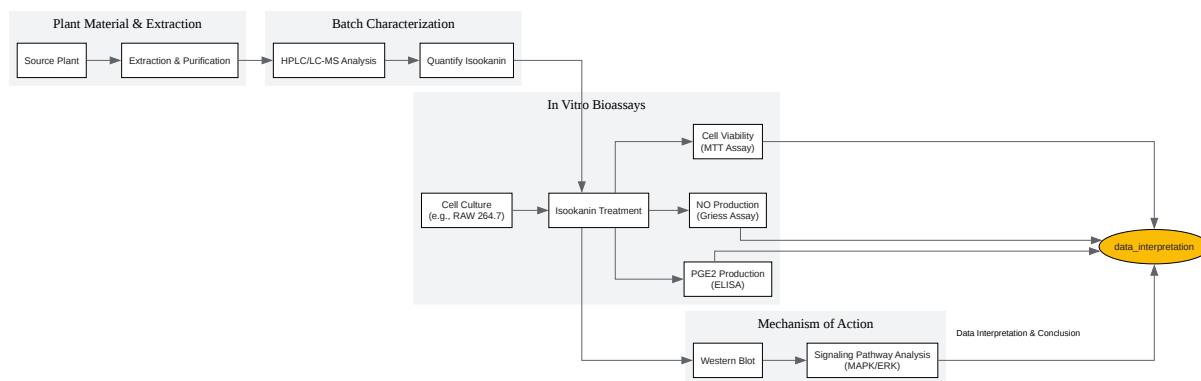 Plant Material & Extraction
Source Plant
Extraction & Purification
Batch Characterization
HPLC/LC-MS Analysis
Quantify Isookanin
In Vitro Bioassays
Cell Viability
(MTT Assay)
Cell Culture
(e.g., RAW 264.7)
Isookanin Treatment
NO Production
(Griess Assay)
PGE2 Production
(ELISA)
data_interpretation
Mechanism of Action
Western Blot
Signaling Pathway Analysis
(MAPK/ERK)
Data Interpretation & Conclusion